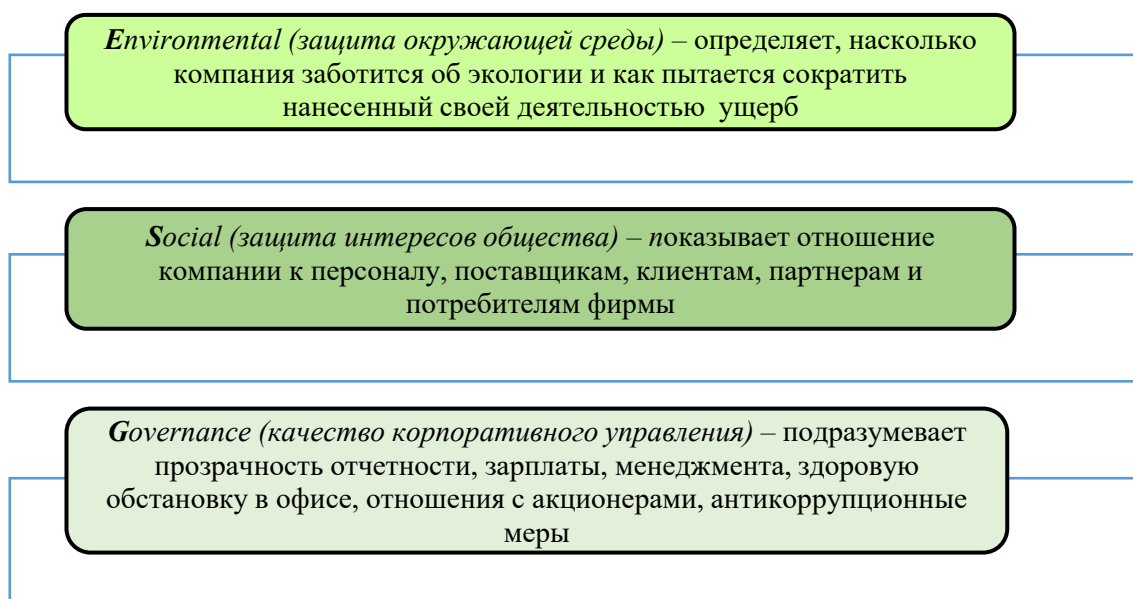 Environmental (защита окружающей среды) – определяет, насколько
компания заботится об экологии и как пытается сократить
нанесенный своей деятельностью ущерб
Social (защита интересов общества) – показывает отношение
компании к персоналу, поставщикам, клиентам, партнерам и
потребителям фирмы
Governance (качество корпоративного управления) – подразумевает
прозрачность отчетности, зарплаты, менеджмента, здоровую
обстановку в офисе, отношения с акционерами, антикоррупционные
меры